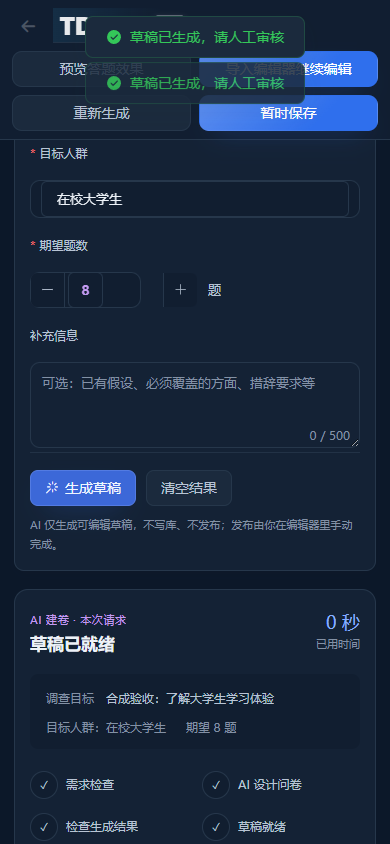 TD
草稿已生成，请人工审核
草稿已生成，请人工审核
继续编辑
重新生成
暂时保存
* 目标人群
在校大学生
* 期望题数
8
题
补充信息
可选：已有假设、必须覆盖的方面、措辞要求等
0 / 500
生成草稿
清空结果
AI 仅生成可编辑草稿，不写库、不发布；发布由你在编辑器里手动
完成。
AI 建卷 · 本次请求
0 秒
草稿已就绪
已用时间
调查目标 合成验收：了解大学生学习体验
目标人群：在校大学生 期望 8 题
需求检查
AI 设计问卷
检查生成结果
草稿就绪